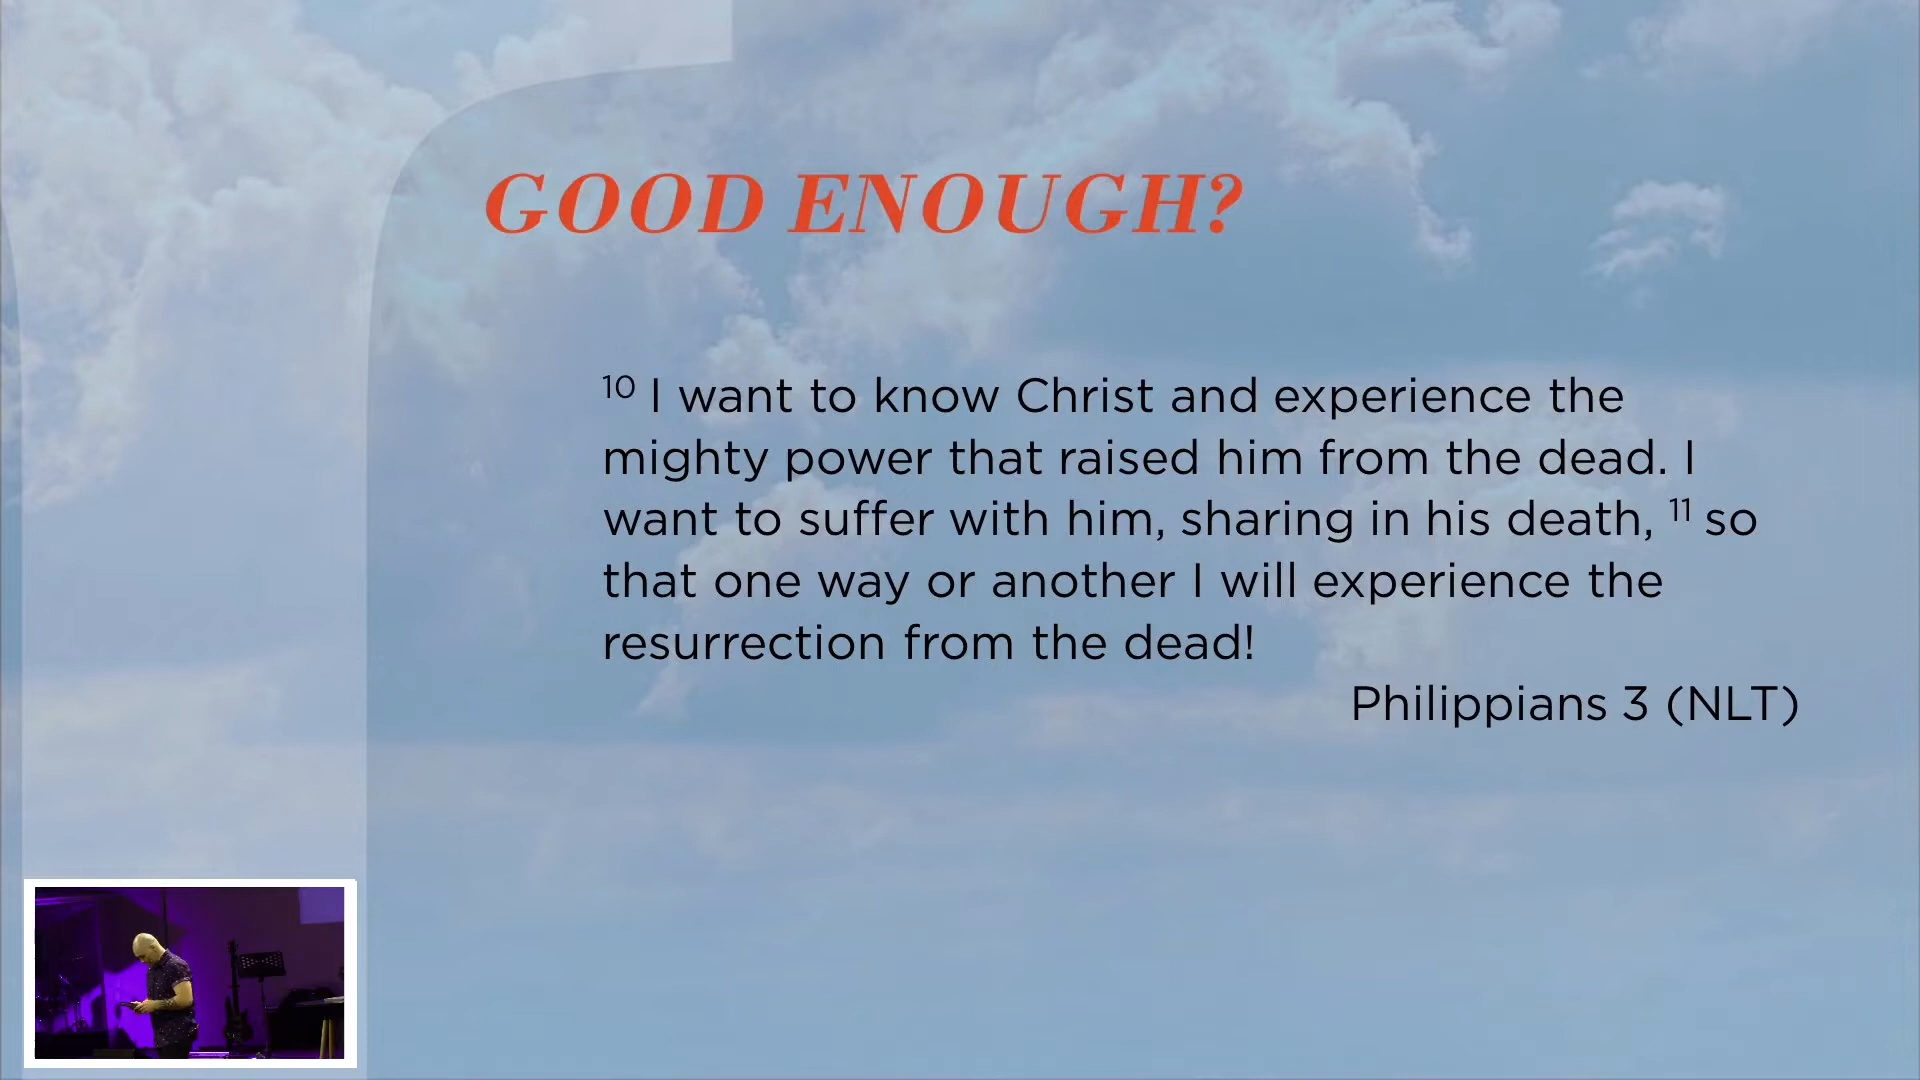 GOOD ENOUGH?
10 I want to know Christ and experience the
mighty power that raised him from the dead. I
want to suffer with him, sharing in his death, 11 so
that one way or another I will experience the
resurrection from the dead!
Philippians 3 (NLT)